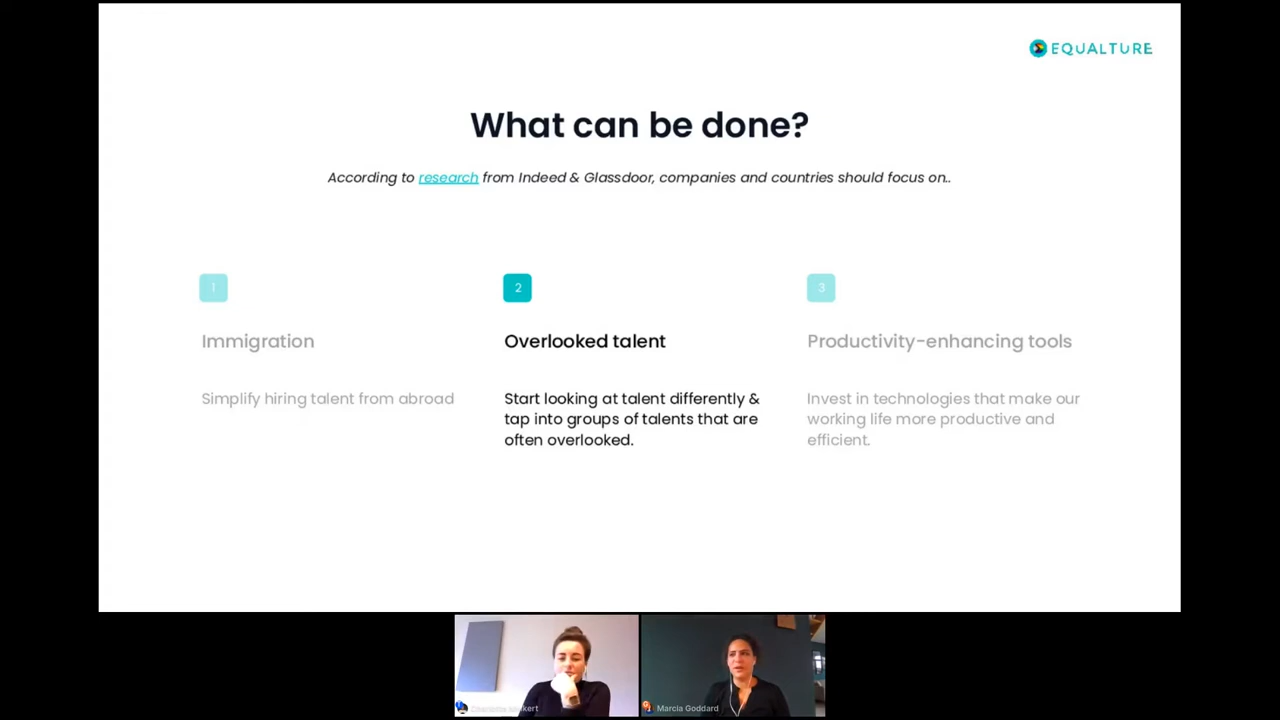 EQUALTURE
What can be done?
According to research from Indeed & Glassdoor, companies and countries should focus on..
1
2
3
Immigration
Overlooked talent
Productivity-enhancing tools
Simplify hiring talent from abroad
Start looking at talent differently &
tap into groups of talents that are
often overlooked.
Invest in technologies that make our
working life more productive and
efficient.
Marcia Goddard